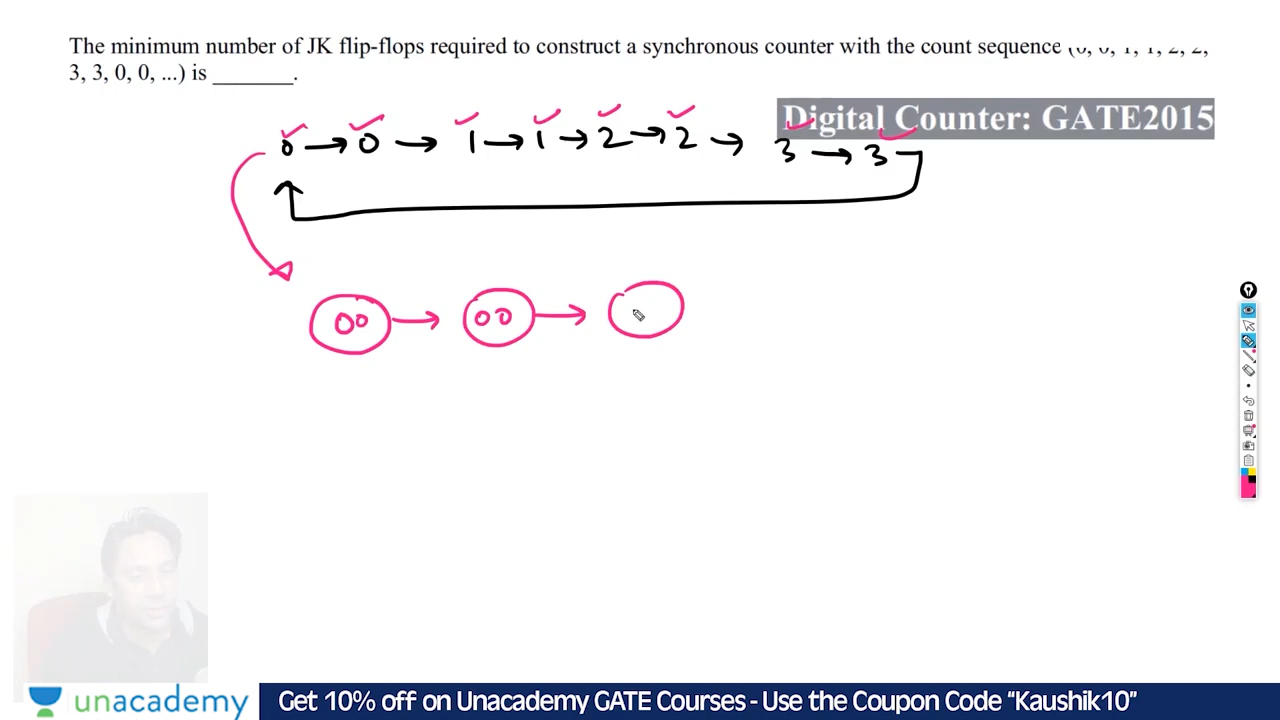 The minimum number of JK flip-flops required to construct a synchronous counter with the count sequence (0, 0, 1, 1, 2, 2,
3, 3, 0, 0, ...) is _______.
Digital Counter: GATE2015
0 → 0 → 1 → 1 → 2 → 2 → 3 → 3
00 → 00 →
unacademy
Get 10% off on Unacademy GATE Courses - Use the Coupon Code "Kaushik10"